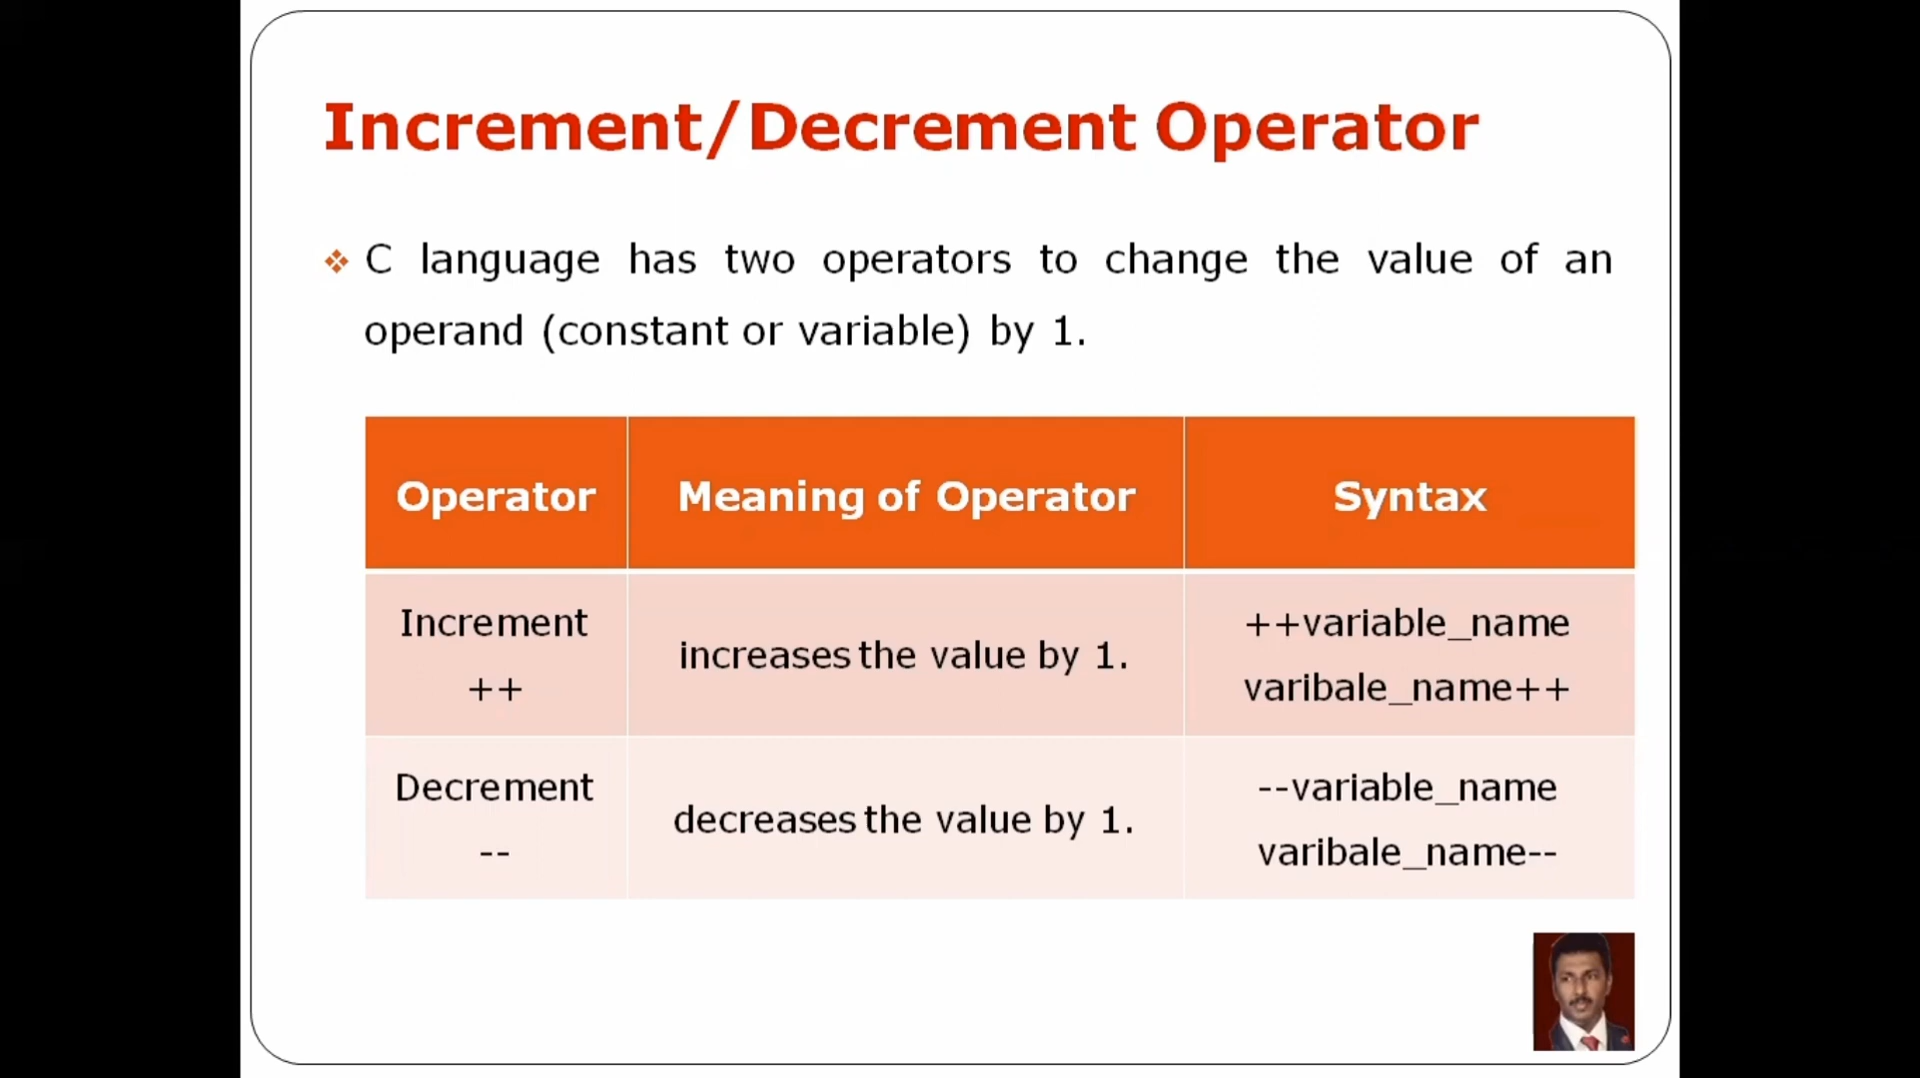 Increment/Decrement Operator
C language has two operators to change the value of an
operand (constant or variable) by 1.
Operator Meaning of Operator Syntax
Increment
++
increases the value by 1.
++variable_name
varibale_name++
Decrement
--
decreases the value by 1.
--variable_name
varibale_name--